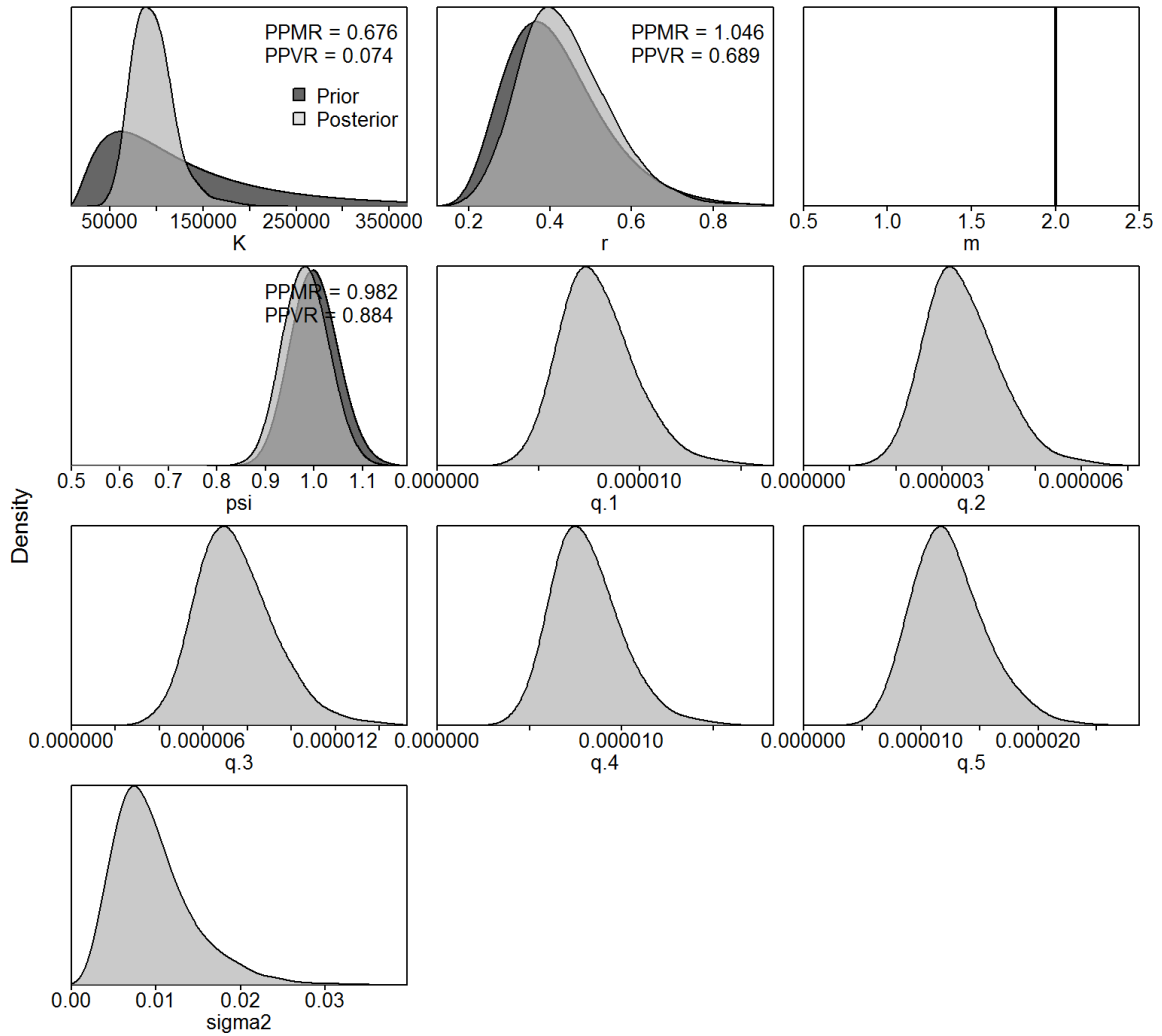 PPMR = 0.676
PPVR = 0.074
Prior
Posterior
50000 150000 250000 350000
K
PPMR = 1.046
PPVR = 0.689
0.2 0.4 0.6 0.8
r
0.5 1.0 1.5 2.0 2.5
m
PPMR = 0.982
PPVR = 0.884
0.5 0.6 0.7 0.8 0.9 1.0 1.1 1.
psi
0.000000 0.000010
q.1
0.000000 0.000003 0.000006
q.2
Density
0.000000 0.000006 0.000012
q.3
0.000000 0.000010
q.4
0.000000 0.000010 0.000020
q.5
0.00 0.01 0.02 0.03
sigma2